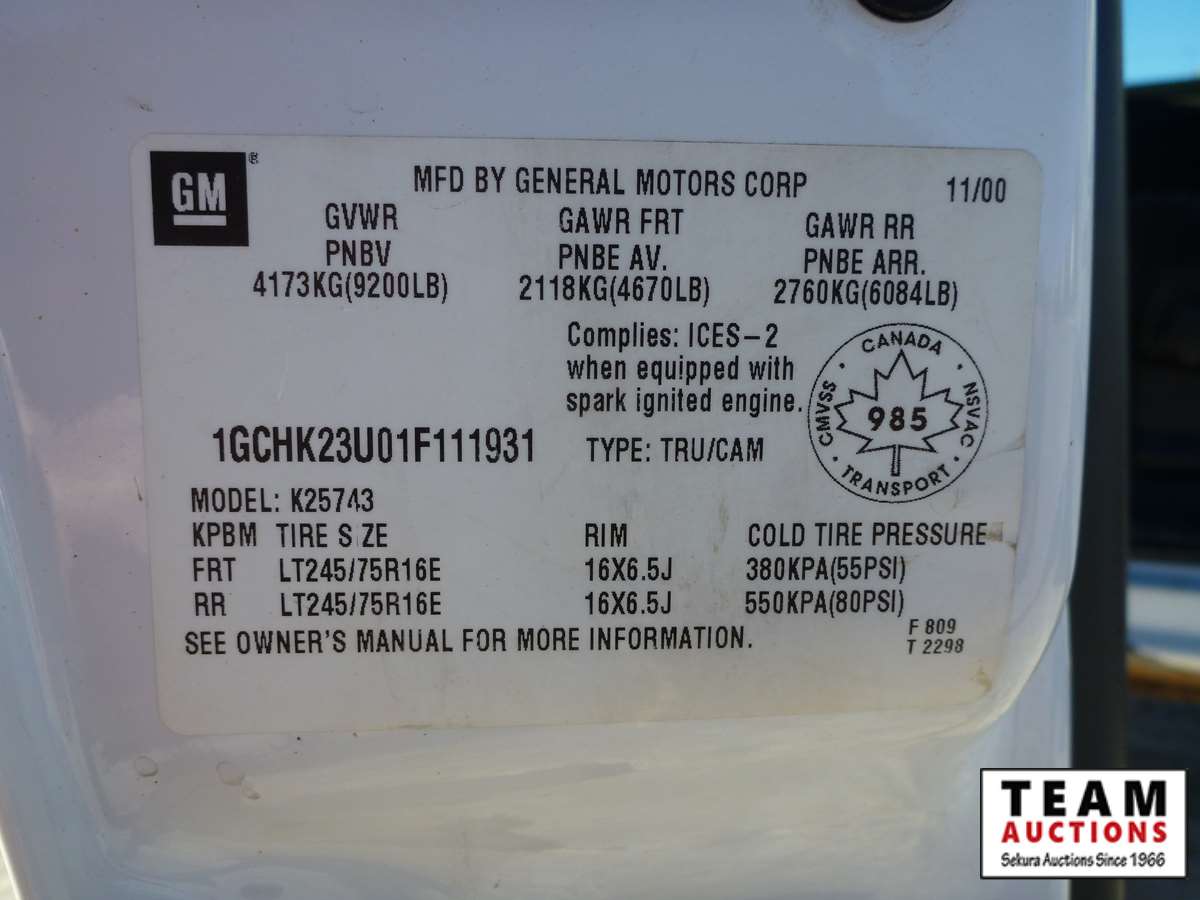 GM®
MFD BY GENERAL MOTORS CORP 11/00
GVWR GAWR FRT GAWR RR
PNBV PNBE AV. PNBE ARR.
4173KG(9200LB) 2118KG(4670LB) 2760KG(6084LB)
Complies: ICES-2
when equipped with
spark ignited engine.
CANADA
CMVSS 985 NSVAC
TRANSPORT
1GCHK23U01F111931 TYPE: TRU/CAM
MODEL: K25743
KPBM TIRE SIZE RIM COLD TIRE PRESSURE
FRT LT245/75R16E 16X6.5J 380KPA(55PSI)
RR LT245/75R16E 16X6.5J 550KPA(80PSI)
SEE OWNER'S MANUAL FOR MORE INFORMATION.
F 809
T 2298
TEAM
AUCTIONS
Sekura Auctions Since 1966